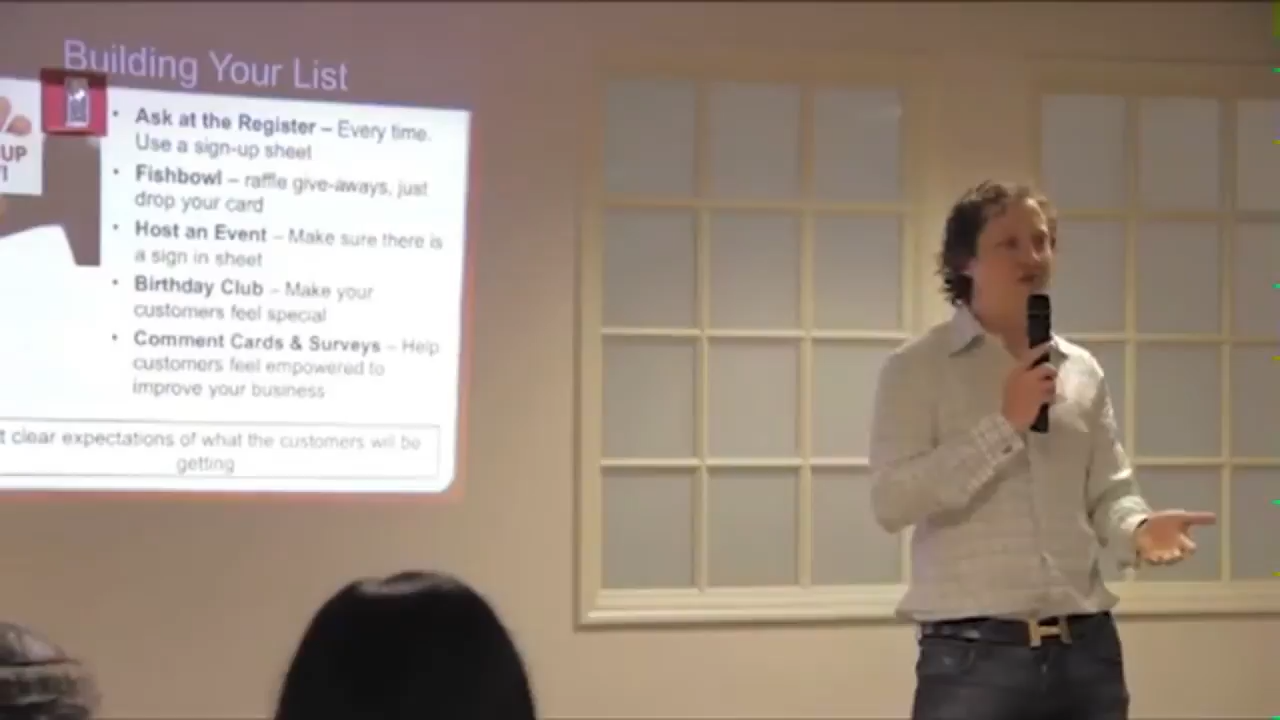 Building Your List
UP
• Ask at the Register – Every time.
Use a sign-up sheet
• Fishbowl – raffle give-aways, just
drop your card
• Host an Event – Make sure there is
a sign in sheet
• Birthday Club – Make your
customers feel special
• Comment Cards & Surveys – Help
customers feel empowered to
improve your business
t clear expectations of what the customers will be
getting